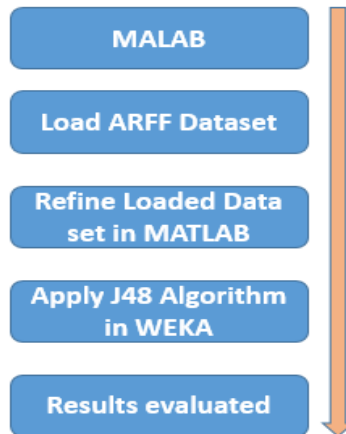 MALAB
Load ARFF Dataset
Refine Loaded Data
set in MATLAB
Apply J48 Algorithm
in WEKA
Results evaluated